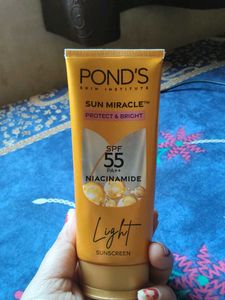 POND'S
SKIN INSTITUTE
SUN MIRACLE™
PROTECT & BRIGHT
SPF
55
PA++
NIACINAMIDE
Light
SUNSCREEN